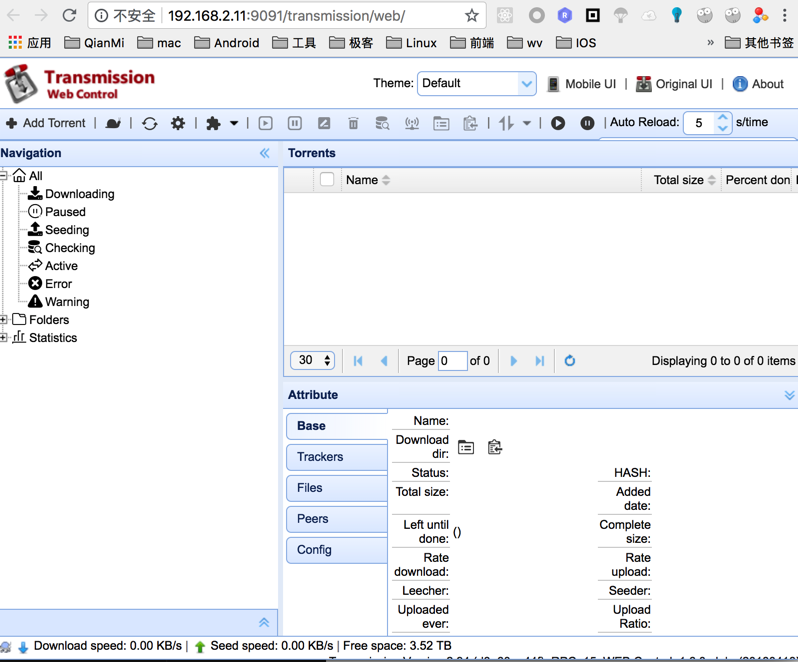 不安全 192.168.2.11:9091/transmission/web/
应用 QianMi mac Android 工具 极客 Linux 前端 wv IOS » 其他书签
Transmission
Web Control
Theme: Default Mobile UI | Original UI | About
Add Torrent Auto Reload: 5 s/time
Navigation
Torrents
All
Downloading
Paused
Seeding
Checking
Active
Error
Warning
Folders
Statistics
Name Total size Percent don
30 Page 0 of 0 Displaying 0 to 0 of 0 items
Attribute
Base
Trackers
Files
Peers
Config
Name:
Download
dir:
Status: HASH:
Total size: Added
date:
Left until
done: () Complete
size:
Rate
download: Rate
upload:
Leecher: Seeder:
Uploaded
ever: Upload
Ratio:
Download speed: 0.00 KB/s | Seed speed: 0.00 KB/s | Free space: 3.52 TB